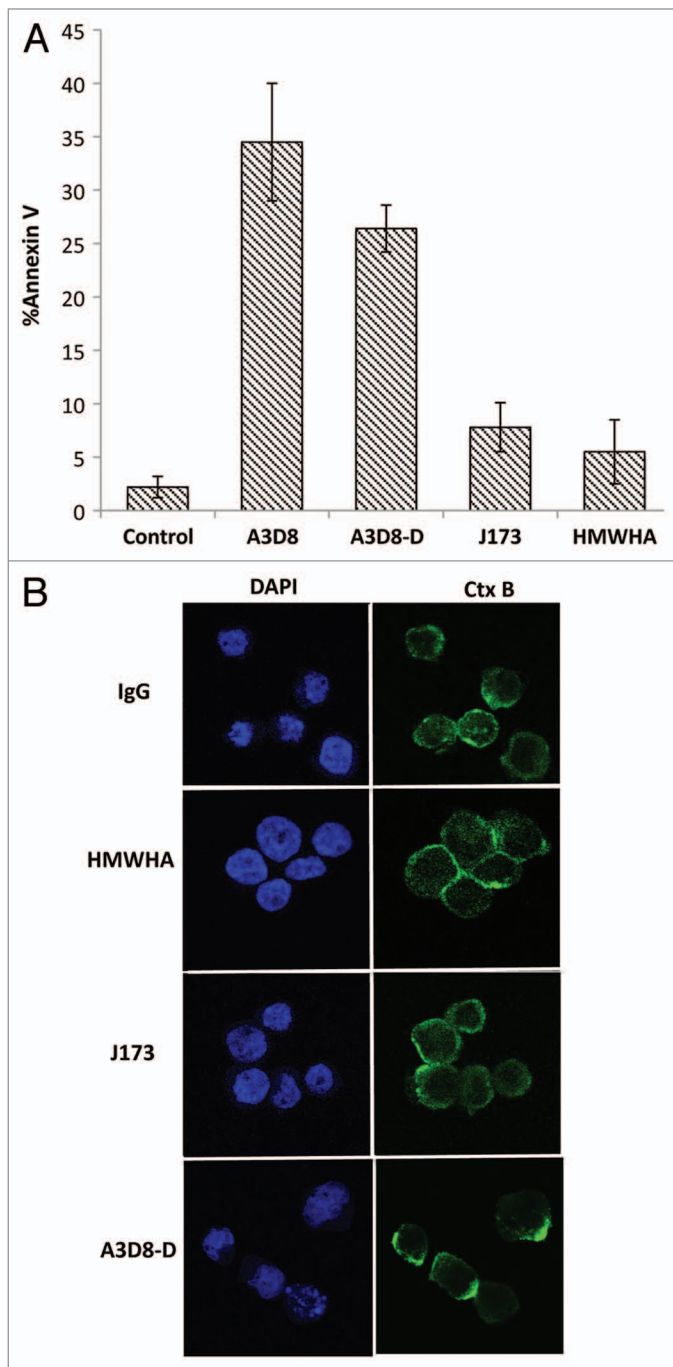 A
45
40
35
30
25
20
15
10
5
0
%Annexin V
Control A3D8 A3D8-D J173 HMWHA
B
DAPI Ctx B
IgG
HMWHA
J173
A3D8-D